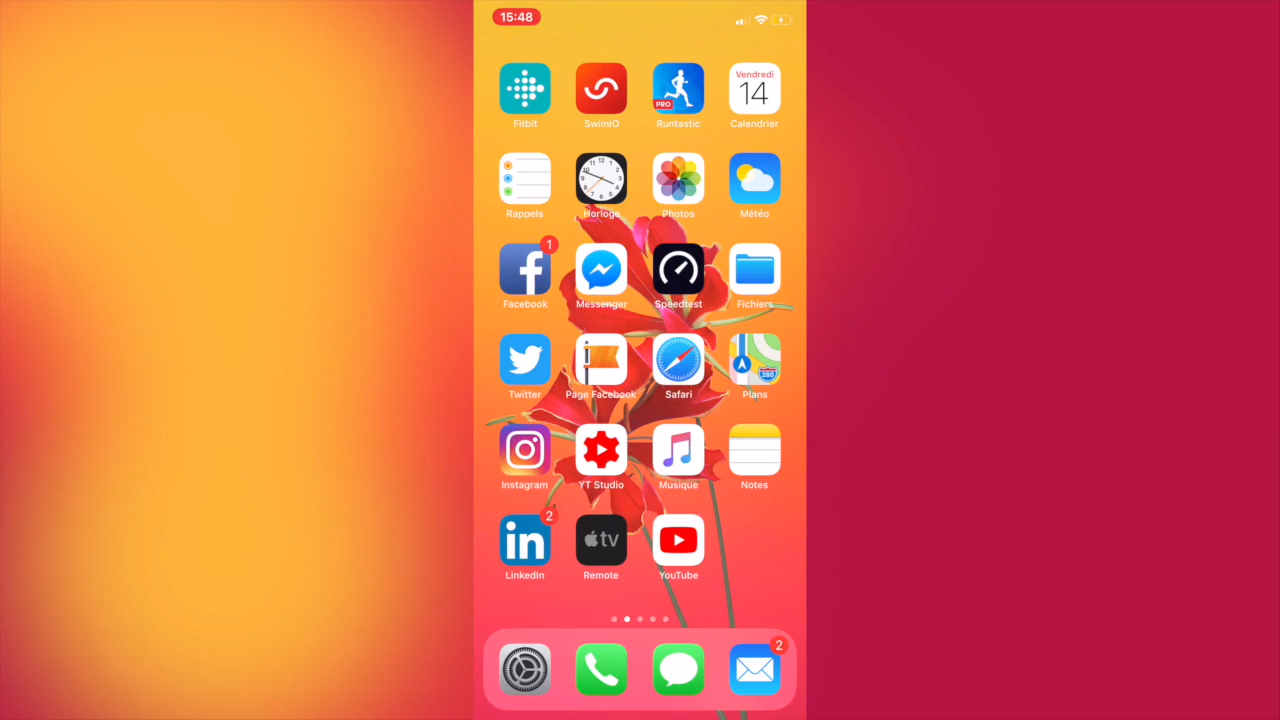 15:48
Fitbit SwimIO Runtastic Calendrier
PRO
Vendredi
14
Rappels Horloge Photos Météo
1
Facebook Messenger Speedtest Fichiers
280
Twitter Page Facebook Safari Plans
Instagram YT Studio Musique Notes
2
in
tv
LinkedIn Remote YouTube
2